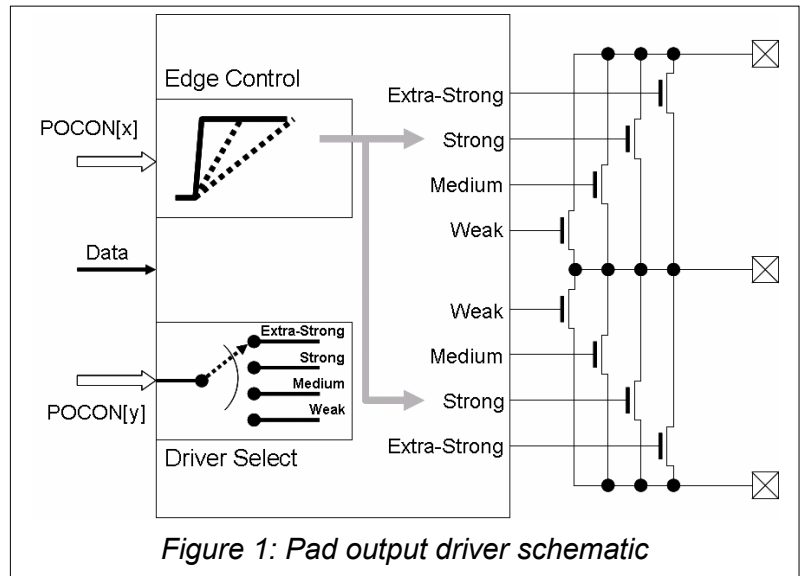 Edge Control
POCON[x]
Data
Extra-Strong
Strong
Medium
Weak
POCON[y]
Driver Select
Extra-Strong
Strong
Medium
Weak
Weak
Medium
Strong
Extra-Strong
Figure 1: Pad output driver schematic